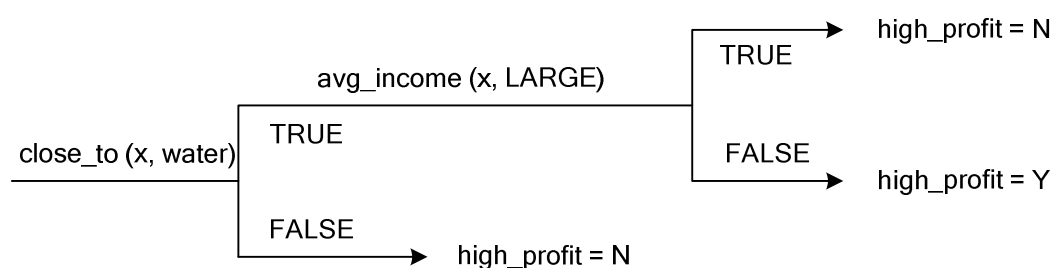 high_profit = N
TRUE
avg_income (x, LARGE)
TRUE
close_to (x, water)
FALSE
high_profit = Y
FALSE
high_profit = N